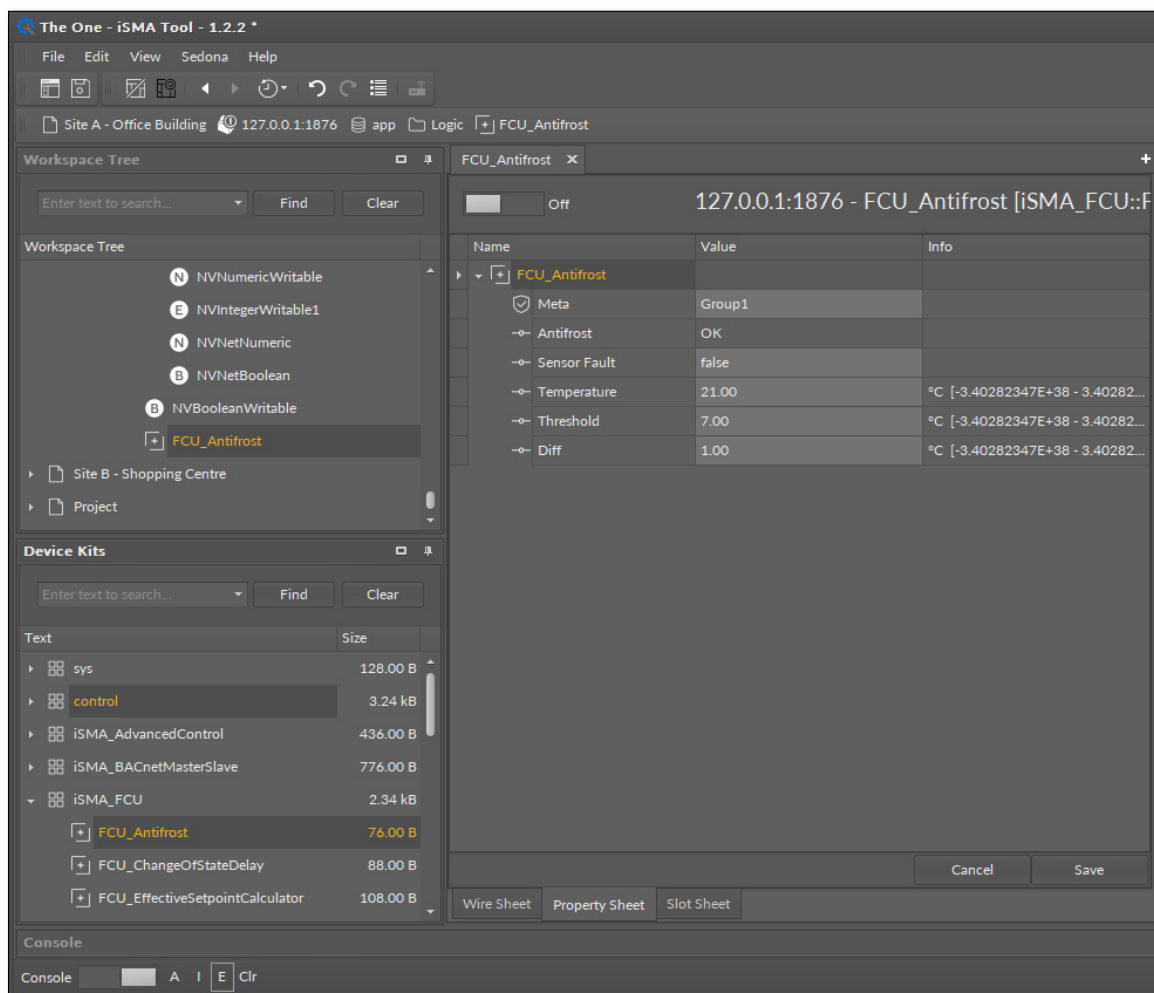 The One - iSMA Tool - 1.2.2 *
File Edit View Sedona Help
Site A - Office Building 127.0.0.1:1876 app Logic FCU_Antifrost
Workspace Tree
Enter text to search... Find Clear
Workspace Tree
N NVNumericWritable
E NVIntegerWritable1
N NVNetNumeric
B NVNetBoolean
B NVBooleanWritable
FCU_Antifrost
Site B - Shopping Centre
Project
Device Kits
Enter text to search... Find Clear
Text Size
sys 128.00 B
control 3.24 kB
iSMA_AdvancedControl 436.00 B
iSMA_BACnetMasterSlave 776.00 B
iSMA_FCU 2.34 kB
FCU_Antifrost 76.00 B
FCU_ChangeOfStateDelay 88.00 B
FCU_EffectiveSetpointCalculator 108.00 B
FCU_Antifrost
Off 127.0.0.1:1876 - FCU_Antifrost [iSMA_FCU::F
Name Value Info
FCU_Antifrost
Meta Group1
Antifrost OK
Sensor Fault false
Temperature 21.00 °C [-3.40282347E+38 - 3.40282...
Threshold 7.00 °C [-3.40282347E+38 - 3.40282...
Diff 1.00 °C [-3.40282347E+38 - 3.40282...
Cancel Save
Wire Sheet Property Sheet Slot Sheet
Console
Console A I E Clr